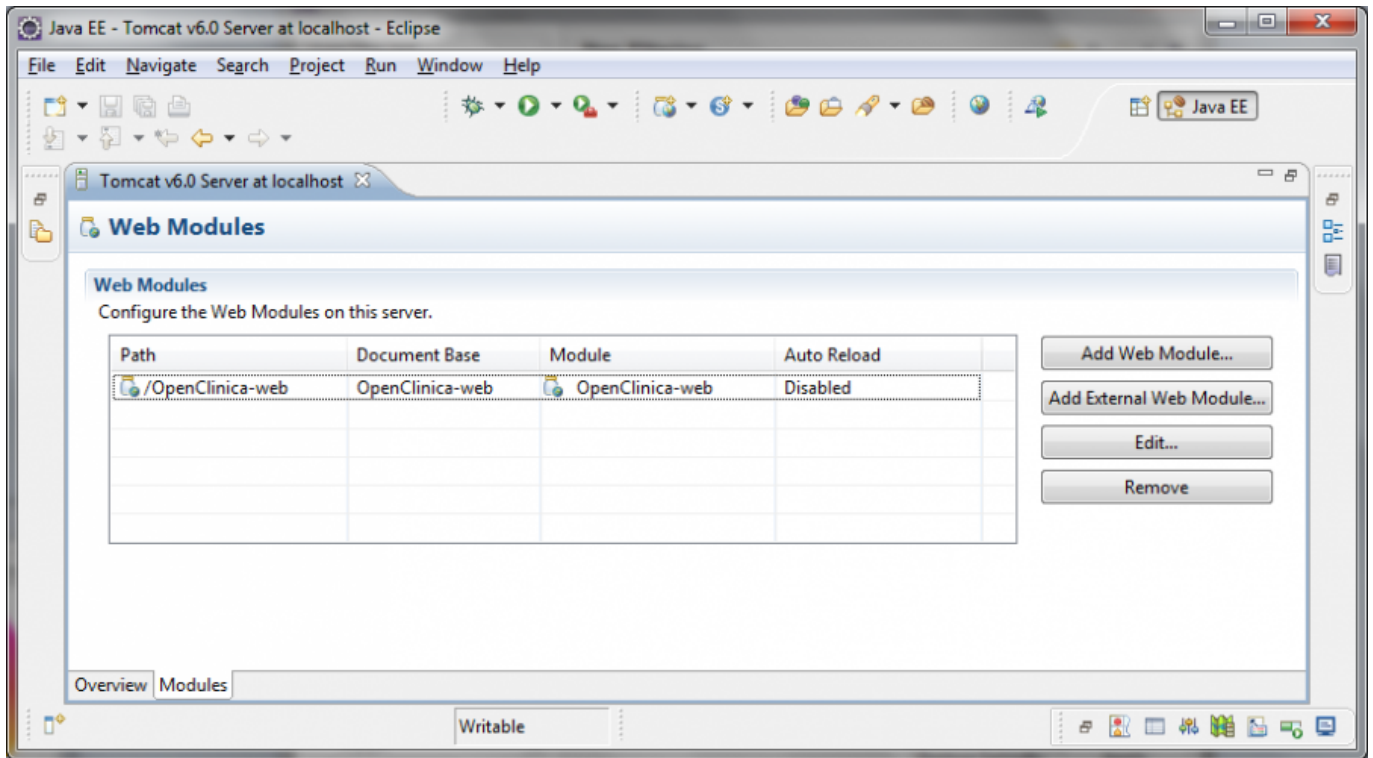 Java EE - Tomcat v6.0 Server at localhost - Eclipse
File Edit Navigate Search Project Run Window Help
Java EE
Tomcat v6.0 Server at localhost
Web Modules
Web Modules
Configure the Web Modules on this server.
Path Document Base Module Auto Reload
/OpenClinica-web OpenClinica-web OpenClinica-web Disabled
Add Web Module...
Add External Web Module...
Edit...
Remove
Overview Modules
Writable